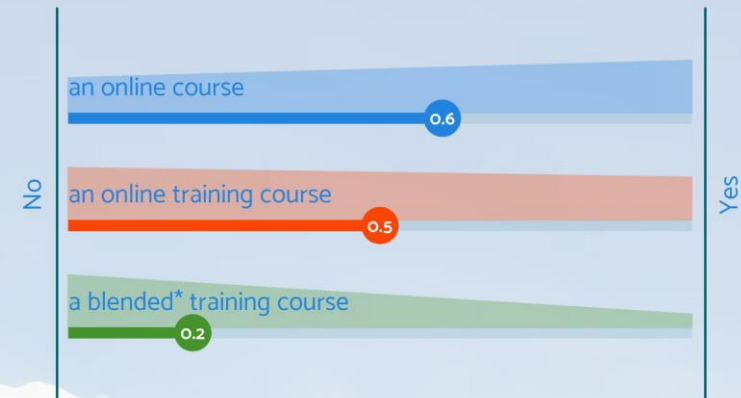 an online course
0.6
No
an online training course
0.5
Yes
a blended* training course
0.2